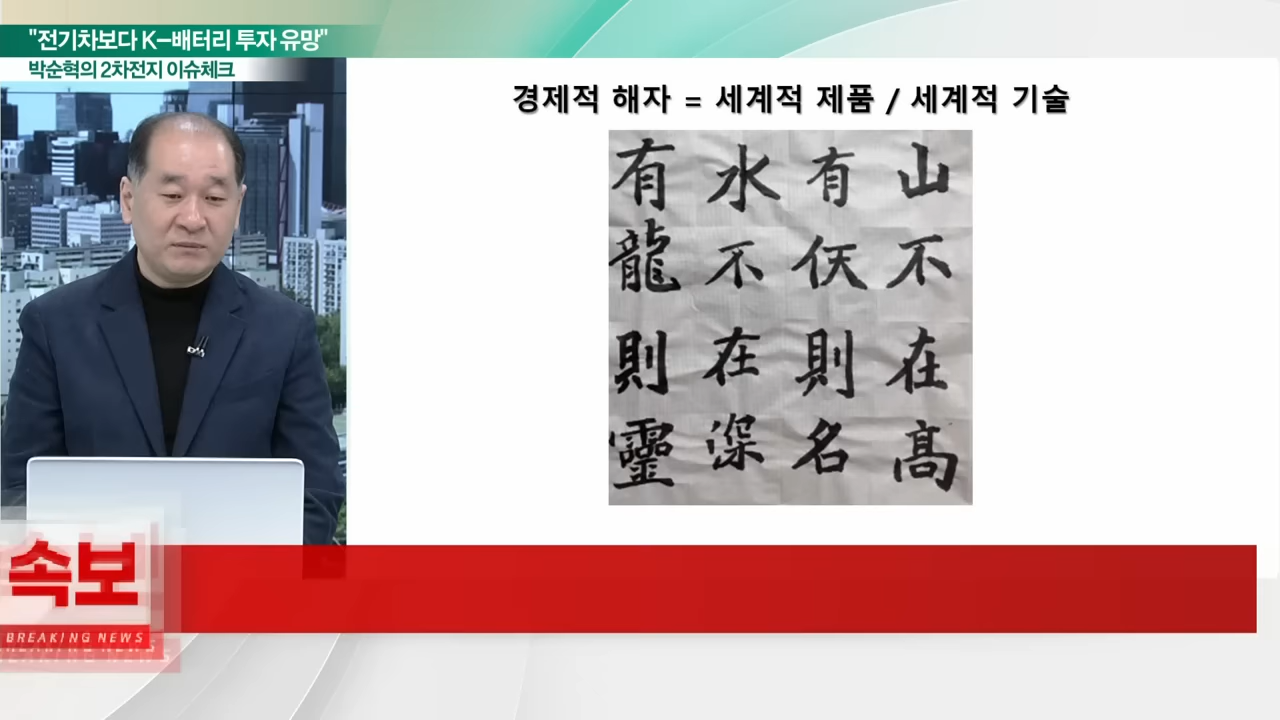 "전기차보다 K-배터리 투자 유망"
박순혁의 2차전지 이슈체크
경제적 해자 = 세계적 제품 / 세계적 기술
山不在髙
有仸則名
水不在深
有龍則靈
속보
BREAKING NEWS